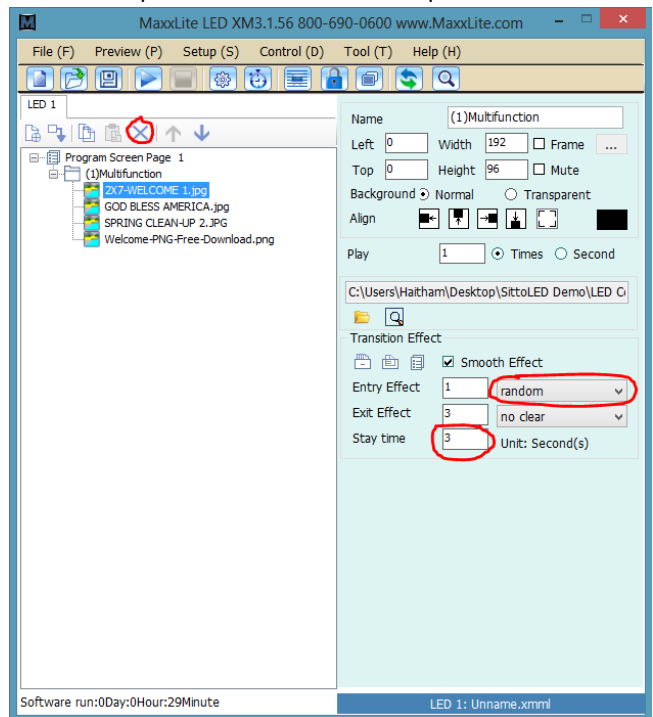 MaxxLite LED XM3.1.56 800-690-0600 www.MaxxLite.com
File (F) Preview (P) Setup (S) Control (D) Tool (T) Help (H)
LED 1
Program Screen Page 1
(1)Multifunction
2X7-WELCOME 1.jpg
GOD BLESS AMERICA.jpg
SPRING CLEAN-UP 2.JPG
Welcome-PNG-Free-Download.png
Name (1)Multifunction
Left 0 Width 192 Frame ...
Top 0 Height 96 Mute
Background Normal Transparent
Align
Play 1 Times Second
C:\Users\Haitham\Desktop\SittoLED Demo\LED
Transition Effect
Smooth Effect
Entry Effect 1 random
Exit Effect 3 no clear
Stay time 3 Unit: Second(s)
Software run:0Day:0Hour:29Minute
LED 1: Unname.xmml